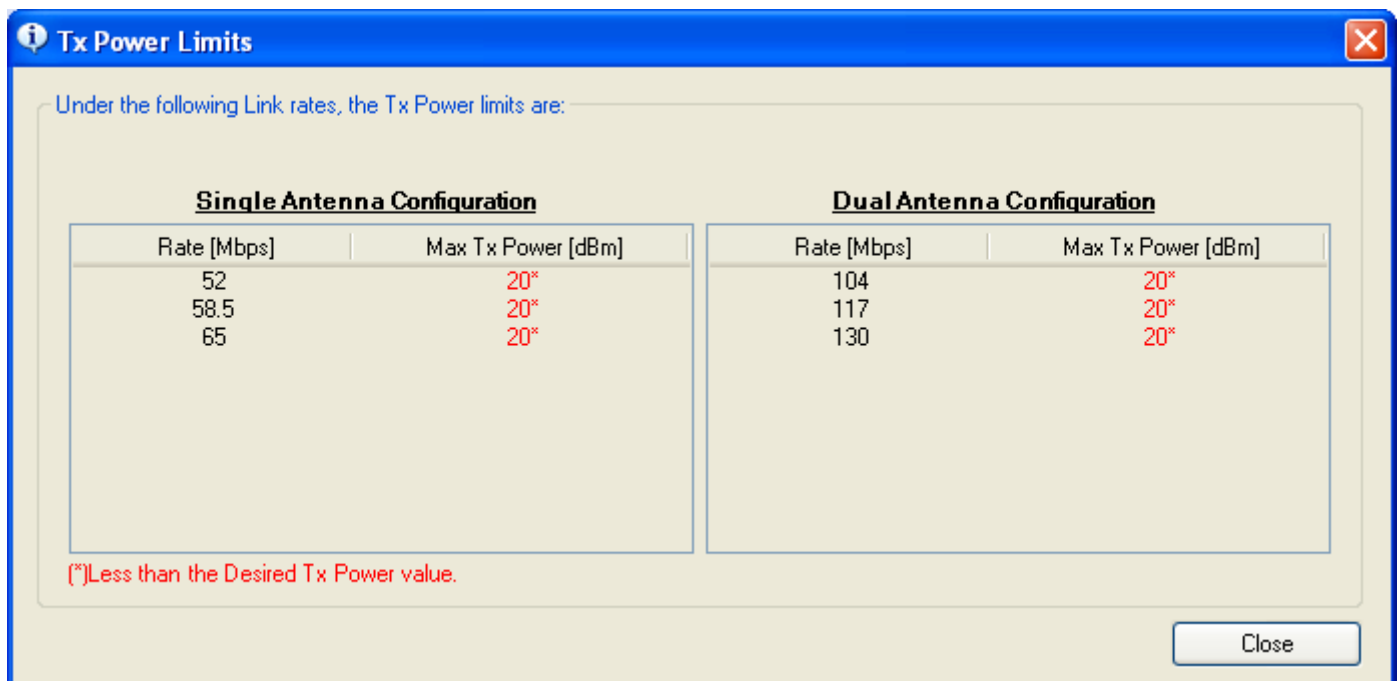 Tx Power Limits
Under the following Link rates, the Tx Power limits are:
Single Antenna Configuration
Rate [Mbps] Max Tx Power [dBm]
52 20*
58.5 20*
65 20*
Dual Antenna Configuration
Rate [Mbps] Max Tx Power [dBm]
104 20*
117 20*
130 20*
(*)Less than the Desired Tx Power value.
Close